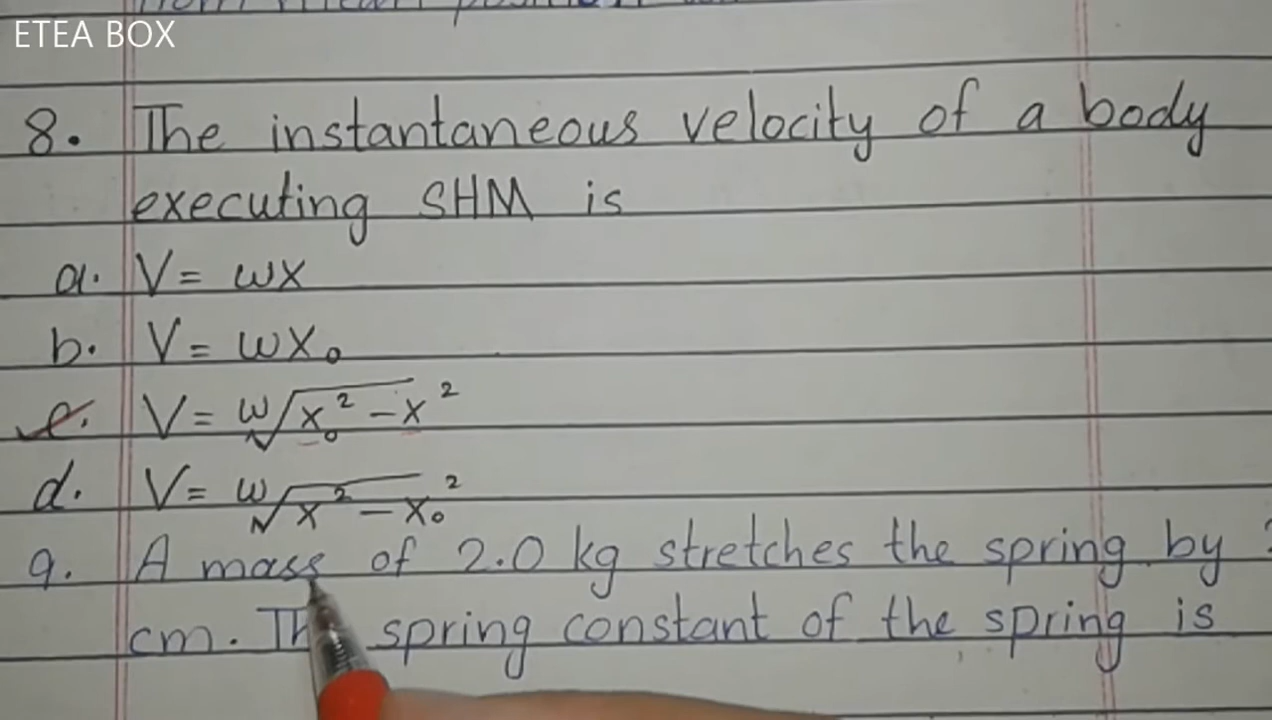 ETEA BOX
8. The instantaneous velocity of a body
executing SHM is
a. V = ωx
b. V = ωx₀
c. V = ω√x₀² - x²
d. V = ω√x² - x₀²
9. A mass of 2.0 kg stretches the spring by
cm. The spring constant of the spring is